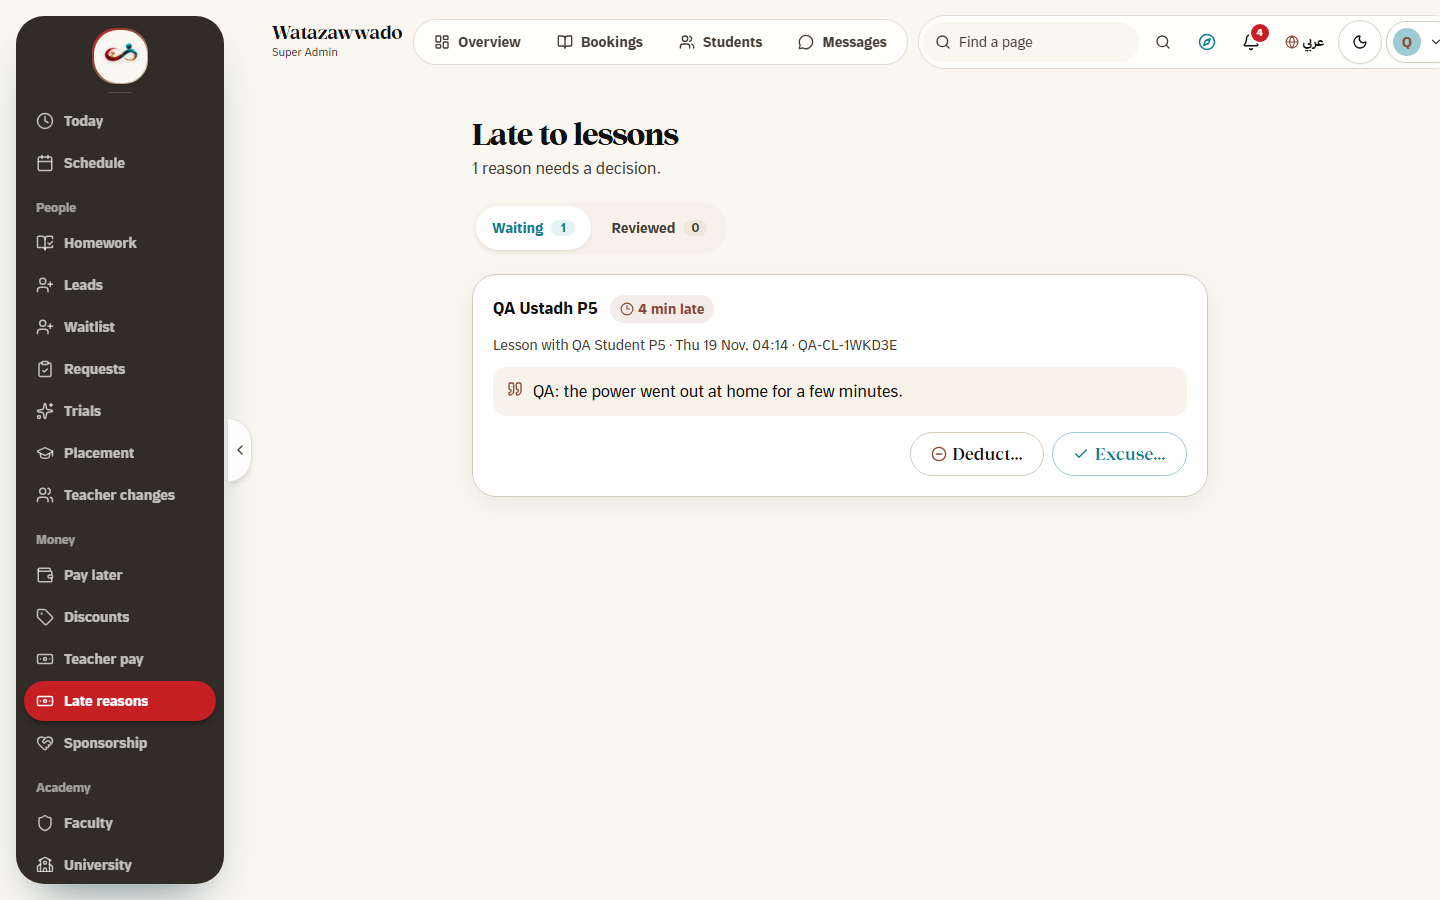 Today
Schedule
People
Homework
Leads
Waitlist
Requests
Trials
Placement
Teacher changes
Money
Pay later
Discounts
Teacher pay
Late reasons
Sponsorship
Academy
Faculty
University
Watazawwado
Super Admin
Overview
Bookings
Students
Messages
Find a page
4
عربي
Q
Late to lessons
1 reason needs a decision.
Waiting 1
Reviewed 0
QA Ustadh P5 4 min late
Lesson with QA Student P5 · Thu 19 Nov, 04:14 · QA-CL-1WKD3E
QA: the power went out at home for a few minutes.
Deduct...
Excuse...